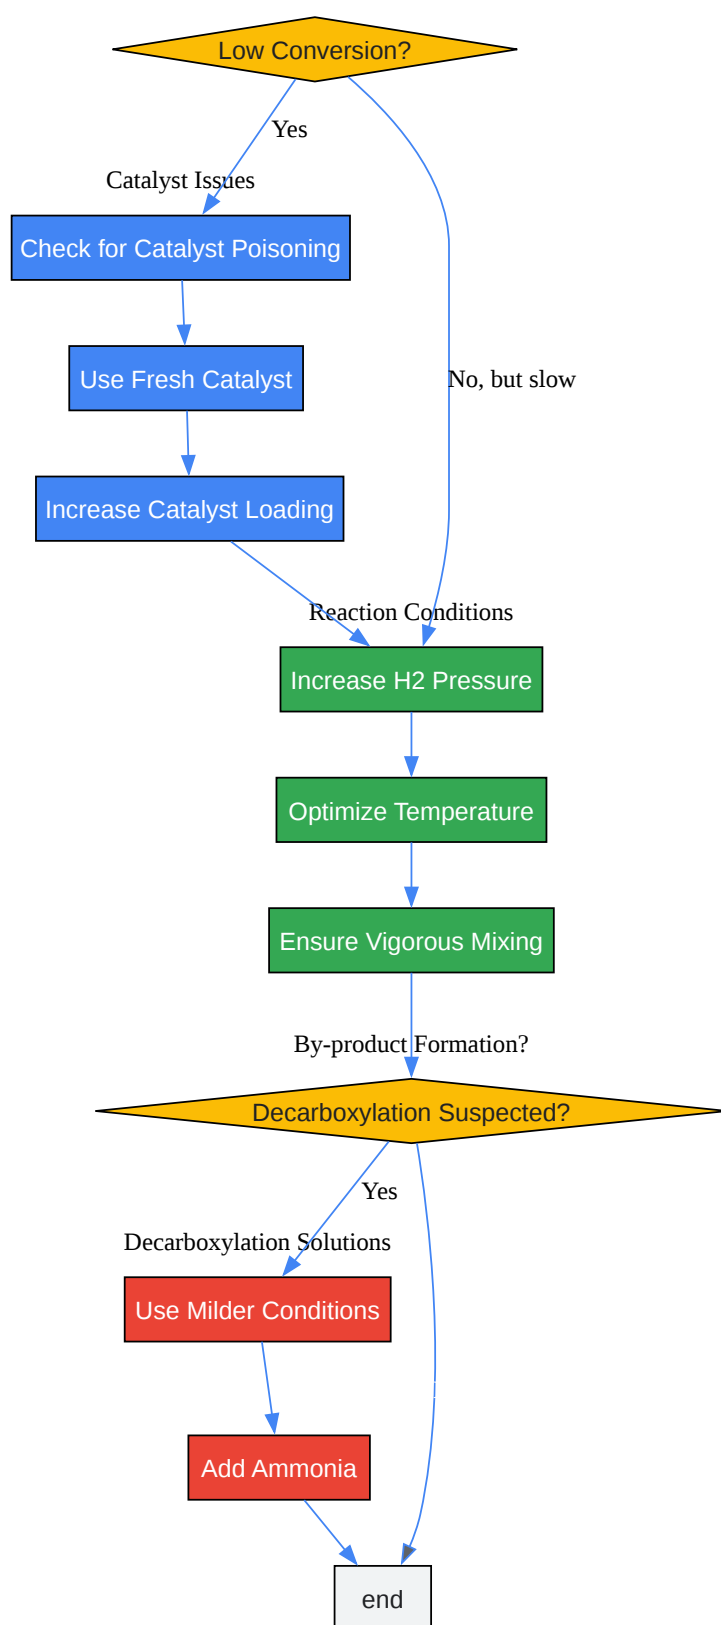 Low Conversion?
Yes
Catalyst Issues
Check for Catalyst Poisoning
Use Fresh Catalyst
No, but slow
Increase Catalyst Loading
Reaction Conditions
Increase H2 Pressure
Optimize Temperature
Ensure Vigorous Mixing
By-product Formation?
Decarboxylation Suspected?
Yes
Decarboxylation Solutions
Use Milder Conditions
Add Ammonia
end